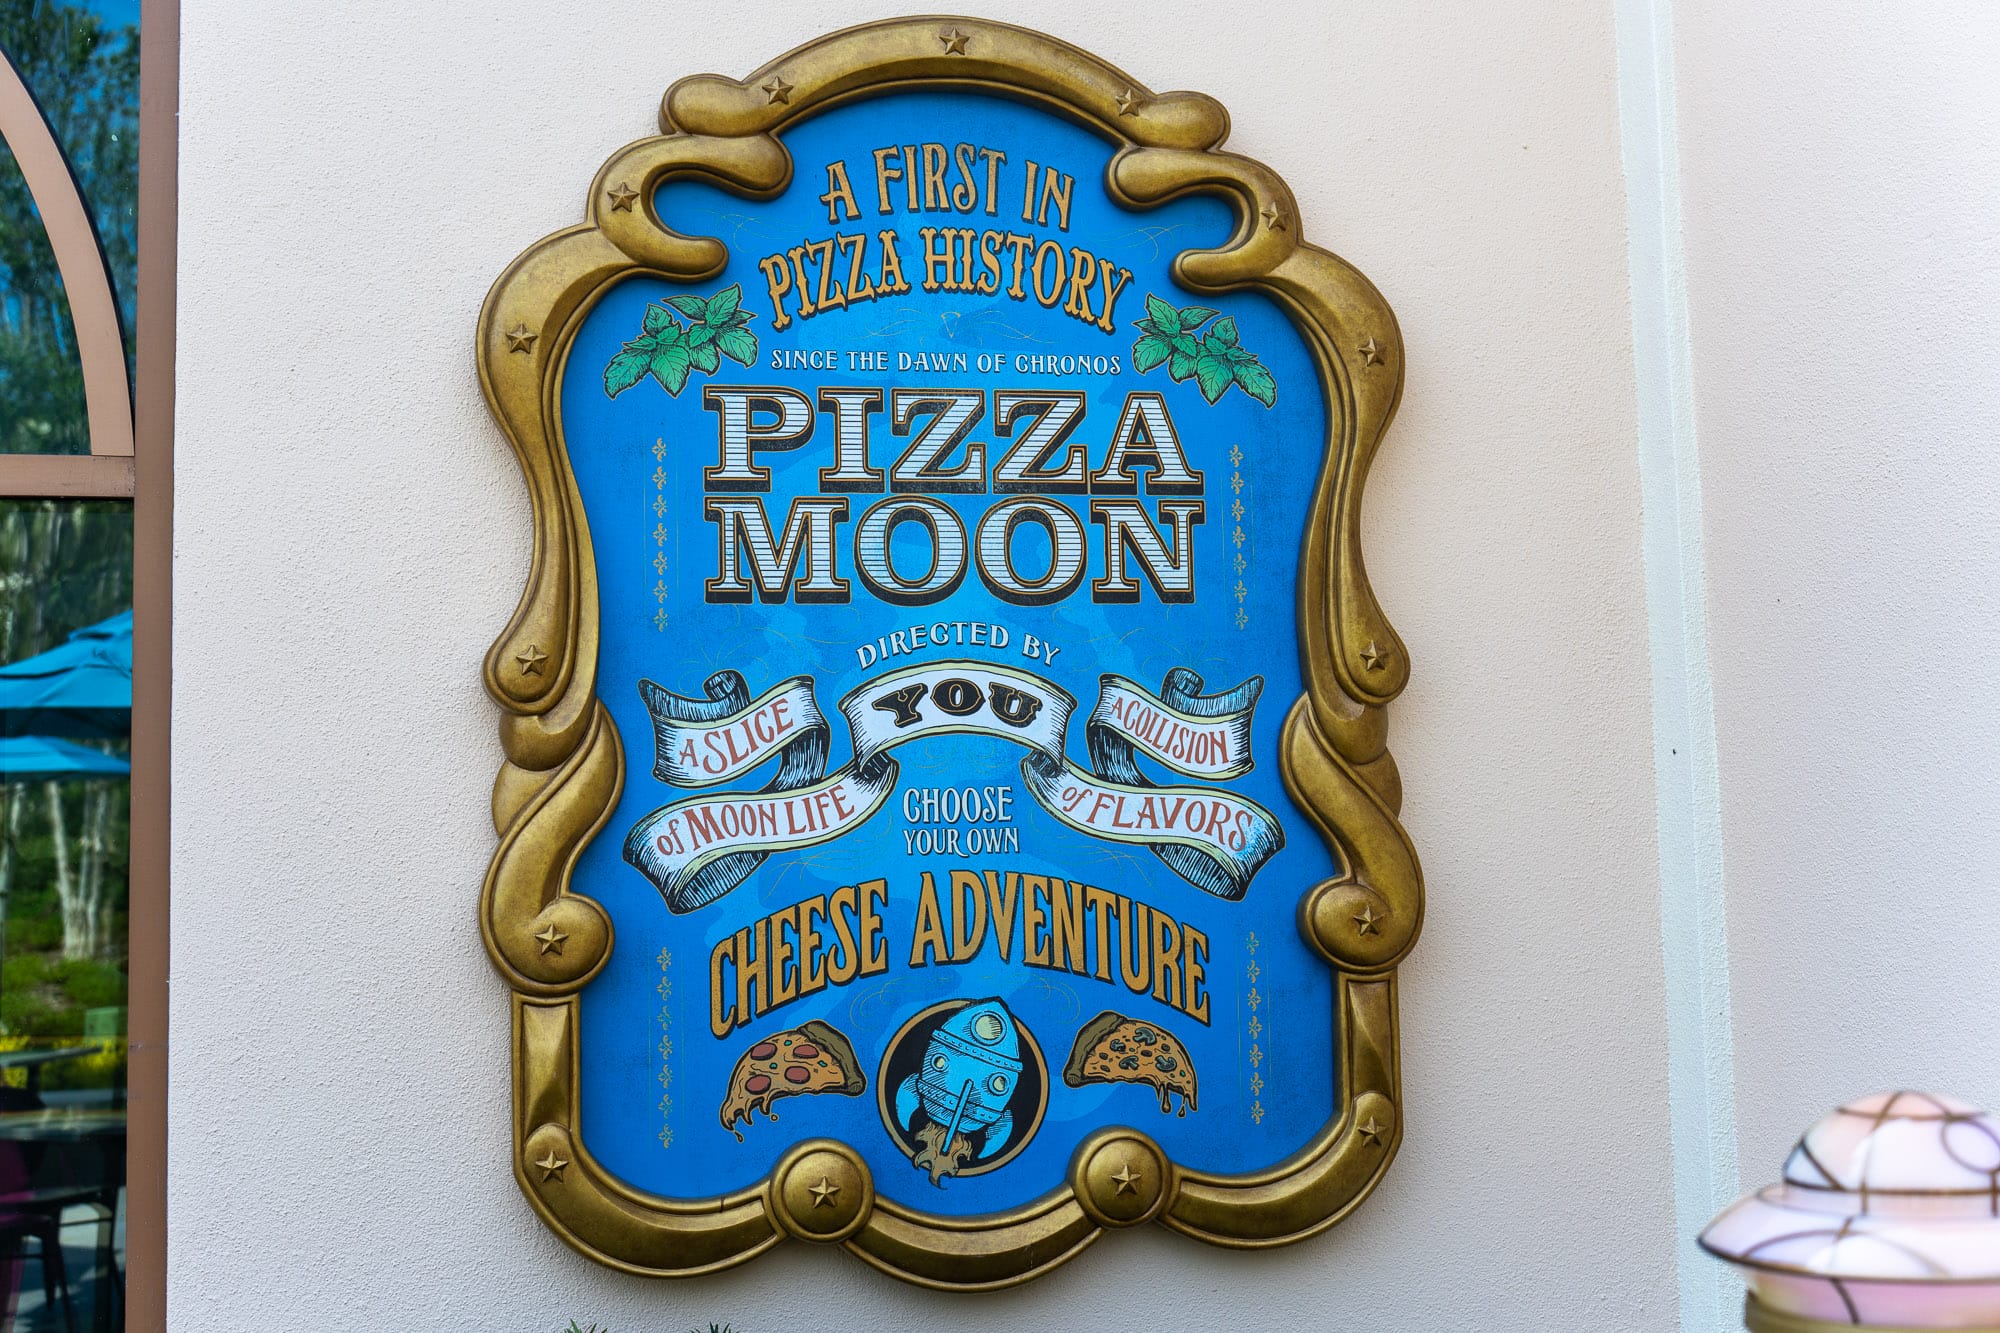 A FIRST IN
PIZZA HISTORY
SINCE THE DAWN OF CHRONOS
PIZZA
MOON
DIRECTED BY
YOU
A SLICE
of MOON LIFE
A COLLISION
of FLAVORS
CHOOSE
YOUR OWN
CHEESE ADVENTURE